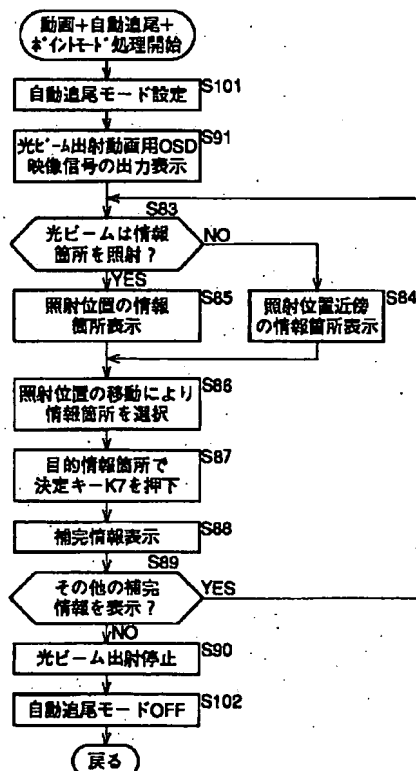 動画+自動追尾+
ポイントモード処理開始
S101
自動追尾モード設定
S91
光ビーム出射動画用OSD
映像信号の出力表示
S83
光ビームは情報
箇所を照射?
NO
YES
S85
照射位置の情報
箇所表示
S84
照射位置近傍
の情報箇所表示
S86
照射位置の移動により
情報箇所を選択
S87
目的情報箇所で
決定キーK7を押下
S88
補完情報表示
S89
その他の補完
情報を表示?
YES
NO
S90
光ビーム出射停止
S102
自動追尾モードOFF
戻る